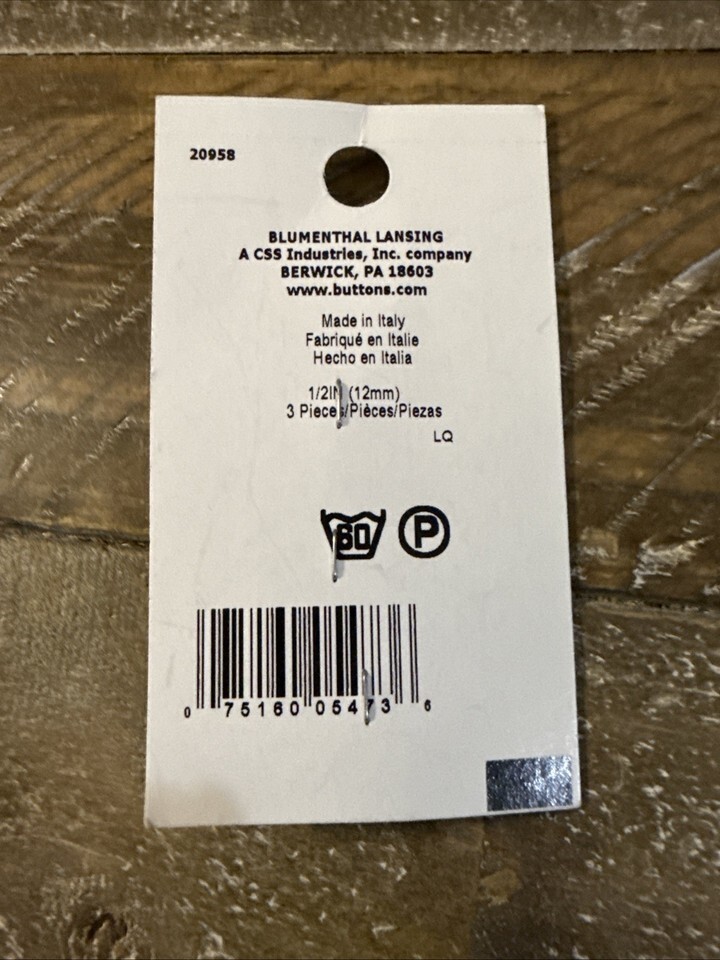 20958
BLUMENTHAL LANSING
A CSS Industries, Inc. company
BERWICK, PA 18603
www.buttons.com
Made in Italy
Fabriqué en Italie
Hecho en Italia
1/2IN (12mm)
3 Pieces/Pièces/Piezas
LQ
60 P
0 75160 05473 6